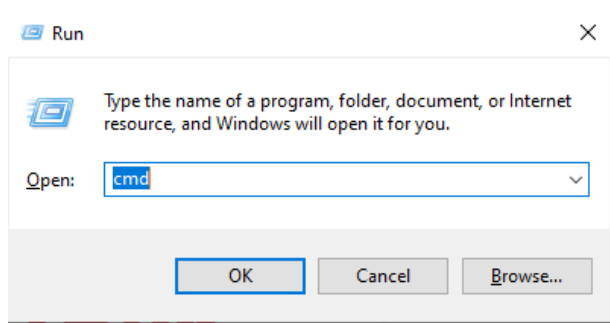 Run
Type the name of a program, folder, document, or Internet
resource, and Windows will open it for you.
Open: cmd
OK Cancel Browse...